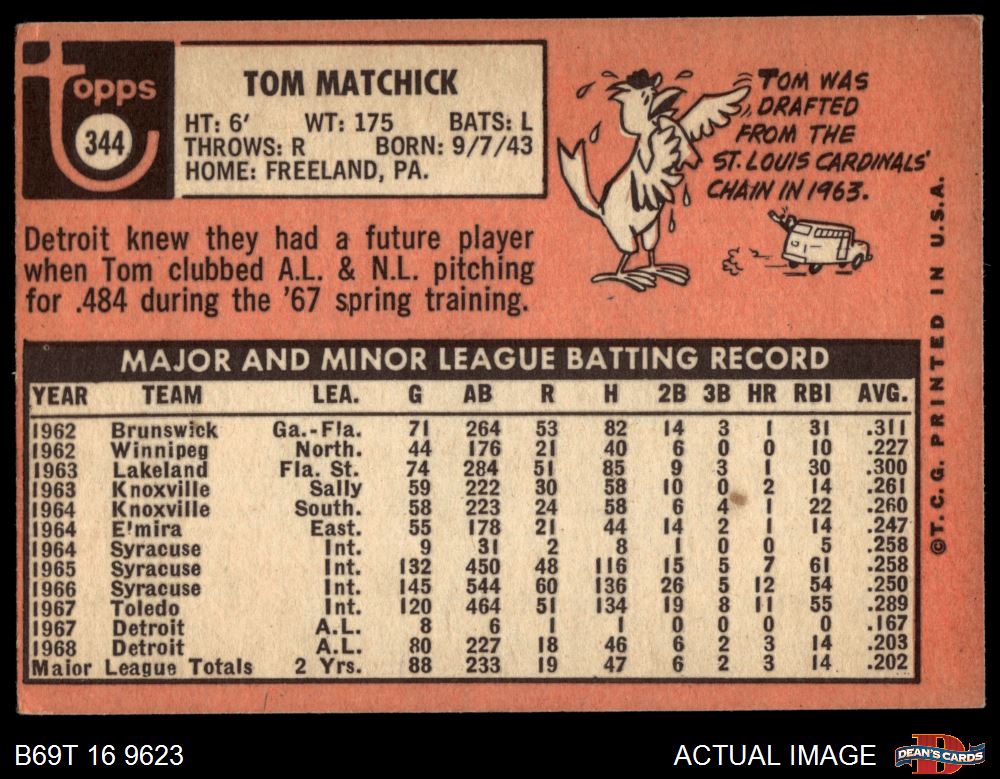 Topps
344
TOM MATCHICK
HT: 6' WT: 175 BATS: L
THROWS: R BORN: 9/7/43
HOME: FREELAND, PA.
TOM WAS
DRAFTED
FROM THE
ST. LOUIS CARDINALS'
CHAIN IN 1963.
Detroit knew they had a future player
when Tom clubbed A.L. & N.L. pitching
for .484 during the '67 spring training.
MAJOR AND MINOR LEAGUE BATTING RECORD
YEAR TEAM LEA. G AB R H 2B 3B HR RBI AVG.
1962 Brunswick Ga.-Fla. 71 264 53 82 14 3 1 31 .311
1962 Winnipeg North. 44 176 21 40 6 0 0 10 .227
1963 Lakeland Fla. St. 74 284 51 85 9 3 1 30 .300
1963 Knoxville Sally 59 222 30 58 10 0 2 14 .261
1964 Knoxville South. 58 223 24 58 6 4 1 22 .260
1964 E'mira East. 55 178 21 44 14 2 1 14 .247
1964 Syracuse Int. 9 31 2 8 1 0 0 5 .258
1965 Syracuse Int. 132 450 48 116 15 5 7 61 .258
1966 Syracuse Int. 145 544 60 136 26 5 12 54 .250
1967 Toledo Int. 120 464 51 134 19 8 11 55 .289
1967 Detroit A.L. 8 6 1 1 0 0 0 0 .167
1968 Detroit A.L. 80 227 18 46 6 2 3 14 .203
Major League Totals 2 Yrs. 88 233 19 47 6 2 3 14 .202
©T.C.G. PRINTED IN U.S.A.
B69T 16 9623
ACTUAL IMAGE
D
DEAN'S CARDS